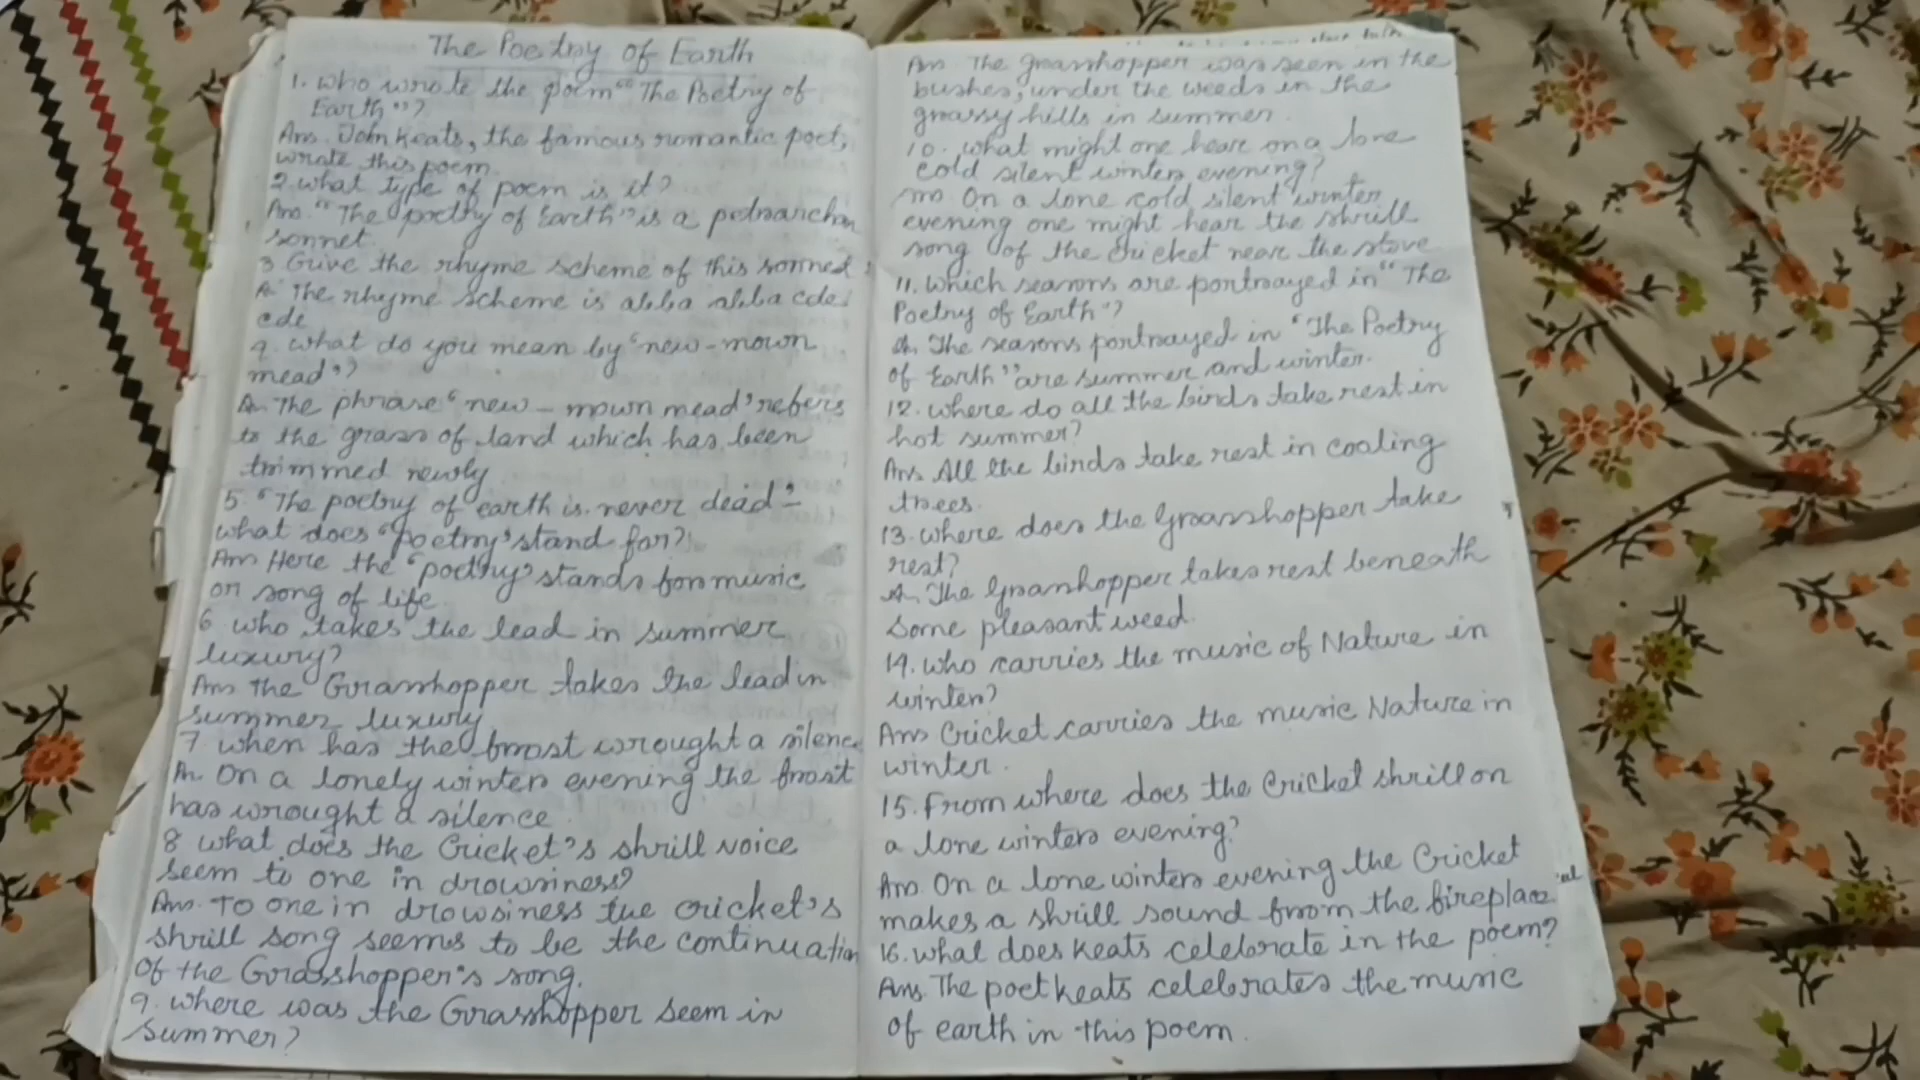 The Poetry of Earth
1. Who wrote the poem "The Poetry of
Earth"?
Ans. John Keats, the famous romantic poet,
wrote this poem.
2. what type of poem is it?
Ans. "The poetry of Earth" is a petrarchan
sonnet.
3 Give the rhyme scheme of this sonnet
A. The rhyme scheme is abba abba cde
cde
4. what do you mean by "new-mown
mead"?
A. The phrase "new-mown mead" refers
to the grass of land which has been
trimmed newly
5. "The poetry of earth is never dead"-
what does "poetry" stand for?
Ans Here the "poetry" stands for music
or song of life.
6. who takes the lead in summer
luxury?
Ans The Grasshopper takes the lead in
summer luxury.
7. when has the frost wrought a silence
An. On a lonely winter evening the frost
has wrought a silence.
8. what does the Cricket's shrill voice
seem to one in drowsiness?
Ans. To one in drowsiness the cricket's
shrill song seems to be the continuation
of the Grasshopper's song.
9. where was the Grasshopper seem in
summer?
Ans The grasshopper was seen in the
bushes, under the weeds in the
grassy hills in summer.
10. what might one hear on a lone
cold silent winter evening?
Ans On a lone cold silent winter
evening one might hear the shrill
song of the cricket near the stove
11. Which seasons are portrayed in "The
Poetry of Earth"?
A. The seasons portrayed in "The Poetry
of Earth" are summer and winter.
12. where do all the birds take rest in
hot summer?
Ans. All the birds take rest in cooling
trees.
13. where does the Grasshopper take
rest?
A. The Grasshopper takes rest beneath
some pleasant weed.
14. who carries the music of Nature in
winter?
Ans Cricket carries the music Nature in
winter.
15. From where does the Cricket shrill on
a lone winter evening?
Ans On a lone winter evening the Cricket
makes a shrill sound from the fireplace
16. what does Keats celebrate in the poem?
Ans. The poet Keats celebrates the music
of earth in this poem.